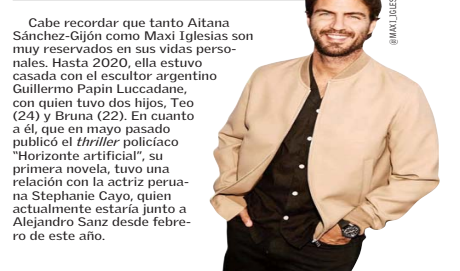 Cabe recordar que tanto Aitana
Sánchez-Gijón como Maxi Iglesias son
muy reservados en sus vidas perso-
nales. Hasta 2020, ella estuvo
casada con el escultor argentino
Guillermo Papin Luccadane,
con quien tuvo dos hijos, Teo
(24) y Bruna (22). En cuanto
a él, que en mayo pasado
publicó el thriller policíaco
“Horizonte artificial”, su
primera novela, tuvo una
relación con la actriz perua-
na Stephanie Cayo, quien
actualmente estaría junto a
Alejandro Sanz desde febre-
ro de este año.
@MAXI_IGLES